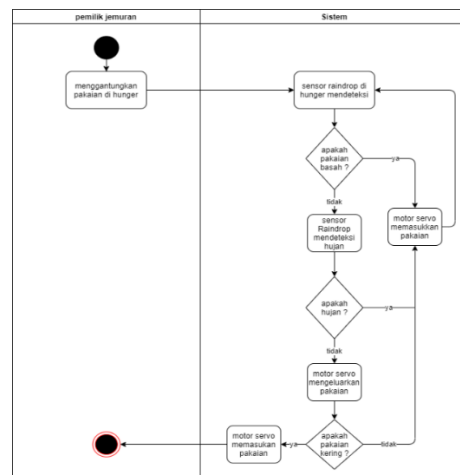 pemilik jemuran
Sistem
menggantungkan
pakaian di hunger
sensor raindrop di
hunger mendeteksi
apakah
pakaian
basah ?
ya
tidak
motor servo
memasukkan
pakaian
sensor
Raindrop
mendeteksi
hujan
apakah
hujan ?
ya
tidak
motor servo
mengeluarkan
pakaian
motor servo
memasukan
pakaian
ya
apakah
pakaian
kering ?
tidak